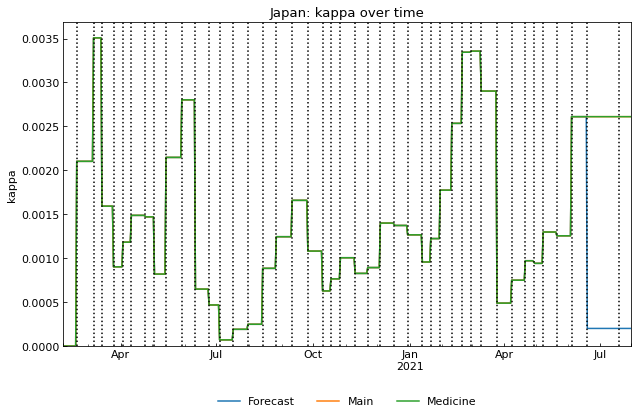 Japan: kappa over time
kappa
0.0035
0.0030
0.0025
0.0020
0.0015
0.0010
0.0005
0.0000
Apr Jul Oct Jan Apr Jul
2021
Forecast Main Medicine